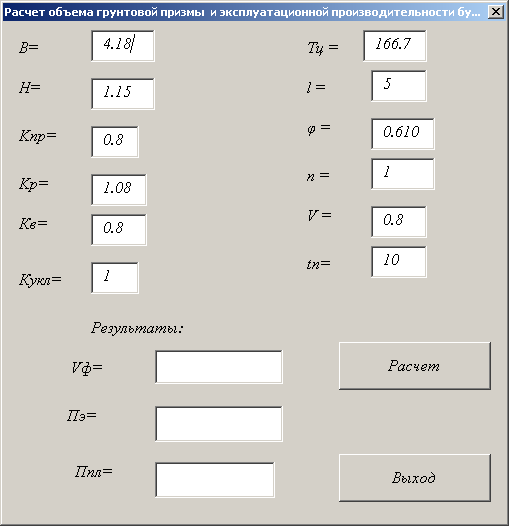 Расчет объема грунтовой призмы и эксплуатационной производительности бу...
В= 4.18
Н= 1.15
Кпр= 0.8
Кр= 1.08
Кв= 0.8
Кукл= 1
Тц = 166.7
l = 5
φ = 0.610
n = 1
V = 0.8
tп= 10
Результаты:
Vф=
Пэ=
Ппл=
Расчет
Выход